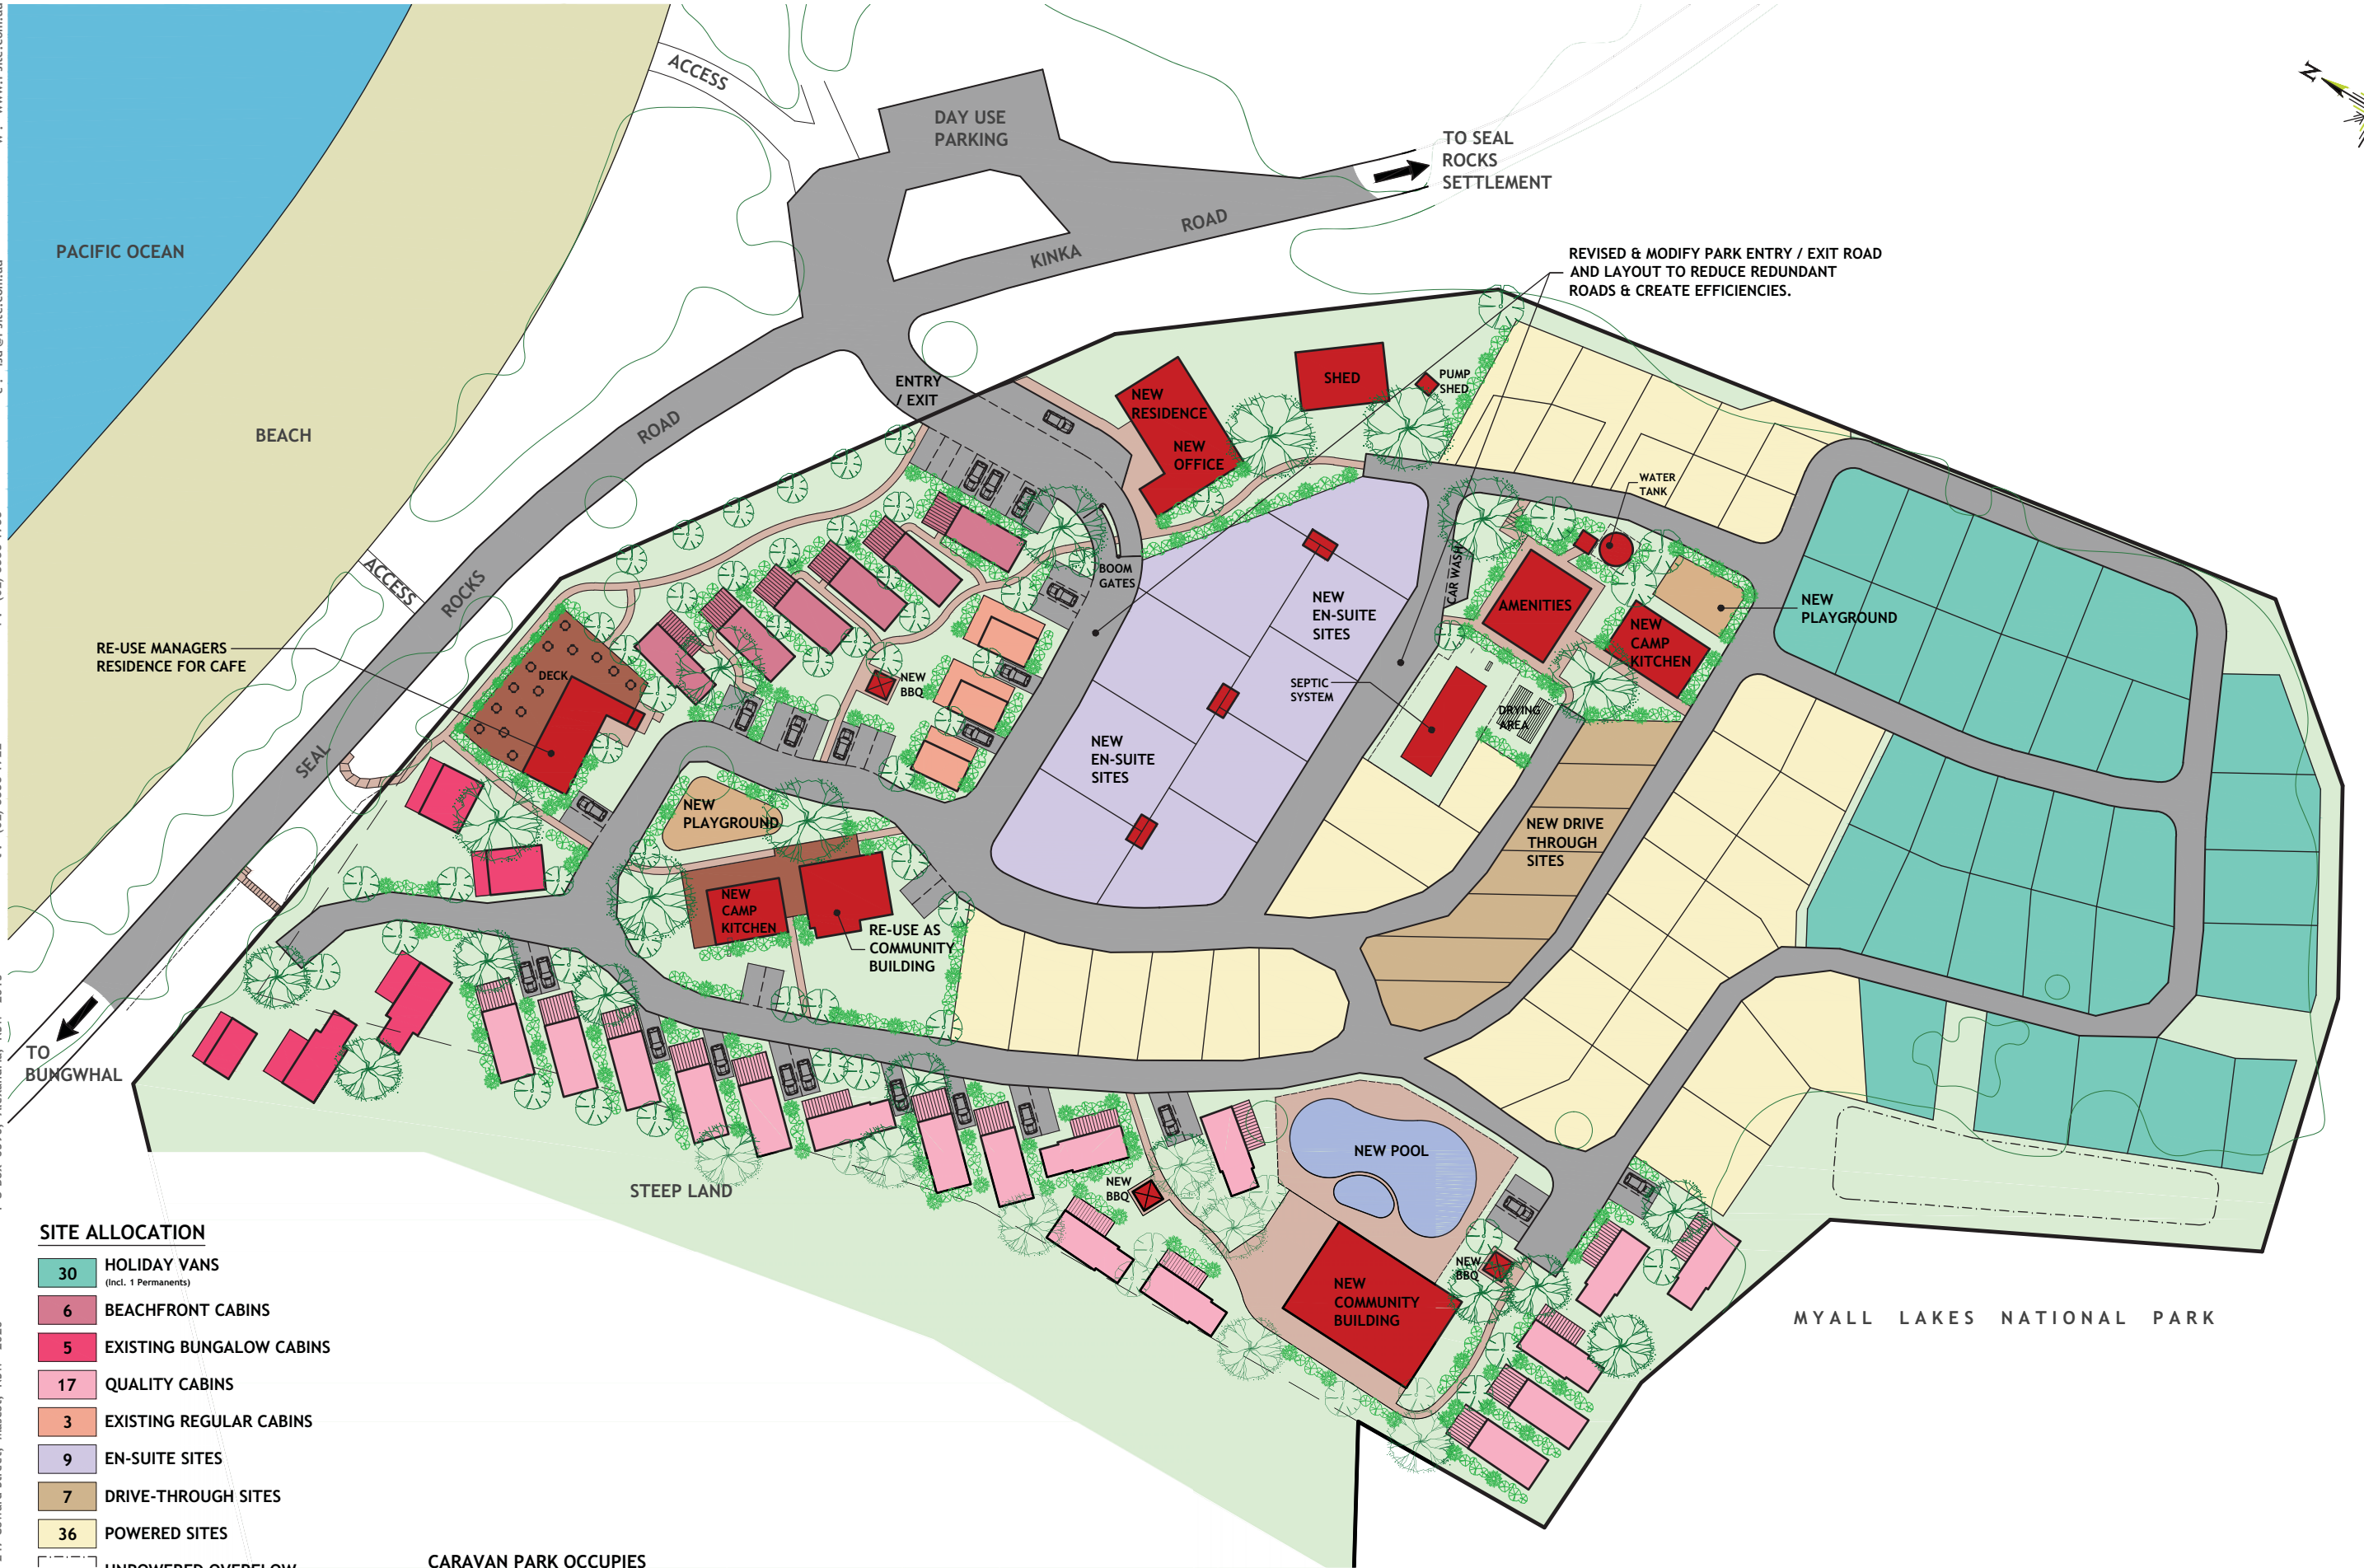 ACCESS
DAY USE
PARKING
N
TO SEAL
ROCKS
SETTLEMENT
KINKA
ROAD
PACIFIC OCEAN
REVISED & MODIFY PARK ENTRY / EXIT ROAD
AND LAYOUT TO REDUCE REDUNDANT
ROADS & CREATE EFFICIENCIES.
BEACH
ENTRY
/ EXIT
NEW
RESIDENCE
NEW
OFFICE
SHED
PUMP
SHED
WATER
TANK
SEAL
ROCKS
ROAD
ACCESS
BOOM
GATES
CAR WASH
AMENITIES
NEW
CAMP
KITCHEN
NEW
PLAYGROUND
NEW
EN-SUITE
SITES
NEW
EN-SUITE
SITES
SEPTIC
SYSTEM
DRYING
AREA
RE-USE MANAGERS
RESIDENCE FOR CAFE
DECK
NEW
BBQ
NEW
PLAYGROUND
NEW DRIVE
THROUGH
SITES
NEW
CAMP
KITCHEN
RE-USE AS
COMMUNITY
BUILDING
TO
BUNGWHAL
STEEP LAND
NEW
BBQ
NEW POOL
NEW
BBQ
NEW
COMMUNITY
BUILDING
MYALL LAKES NATIONAL PARK
SITE ALLOCATION
30 HOLIDAY VANS
(Incl. 1 Permanents)
6 BEACHFRONT CABINS
5 EXISTING BUNGALOW CABINS
17 QUALITY CABINS
3 EXISTING REGULAR CABINS
9 EN-SUITE SITES
7 DRIVE-THROUGH SITES
36 POWERED SITES
UNPOWERED OVERFLOW
CARAVAN PARK OCCUPIES